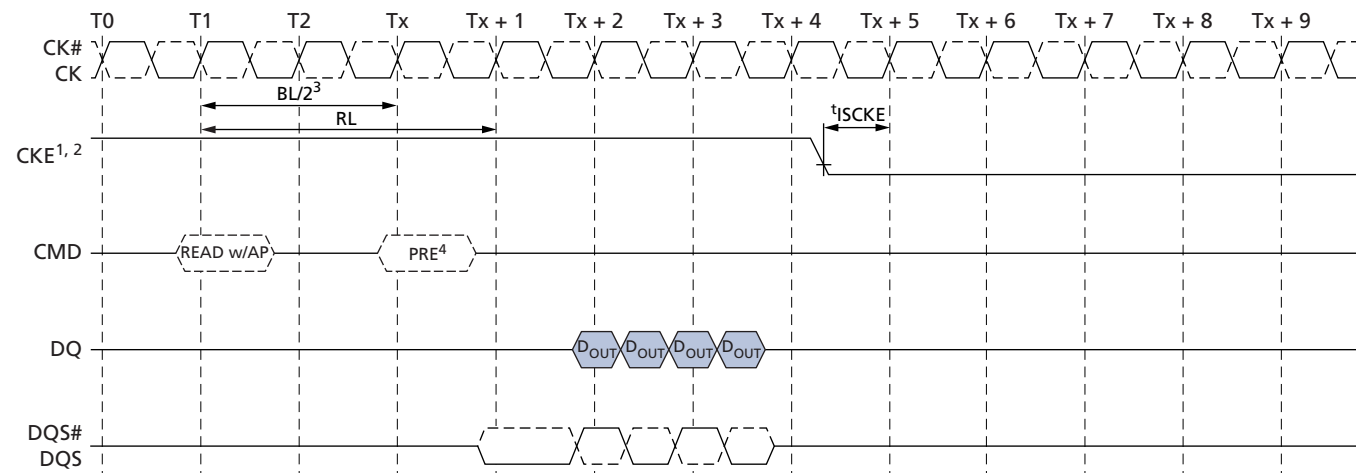 T0 T1 T2 Tx Tx + 1 Tx + 2 Tx + 3 Tx + 4 Tx + 5 Tx + 6 Tx + 7 Tx + 8 Tx + 9
CK#
CK
BL/2³
RL
tISCKE
CKE¹, ²
CMD READ w/AP PRE⁴
DQ DOUT DOUT DOUT DOUT
DQS#
DQS